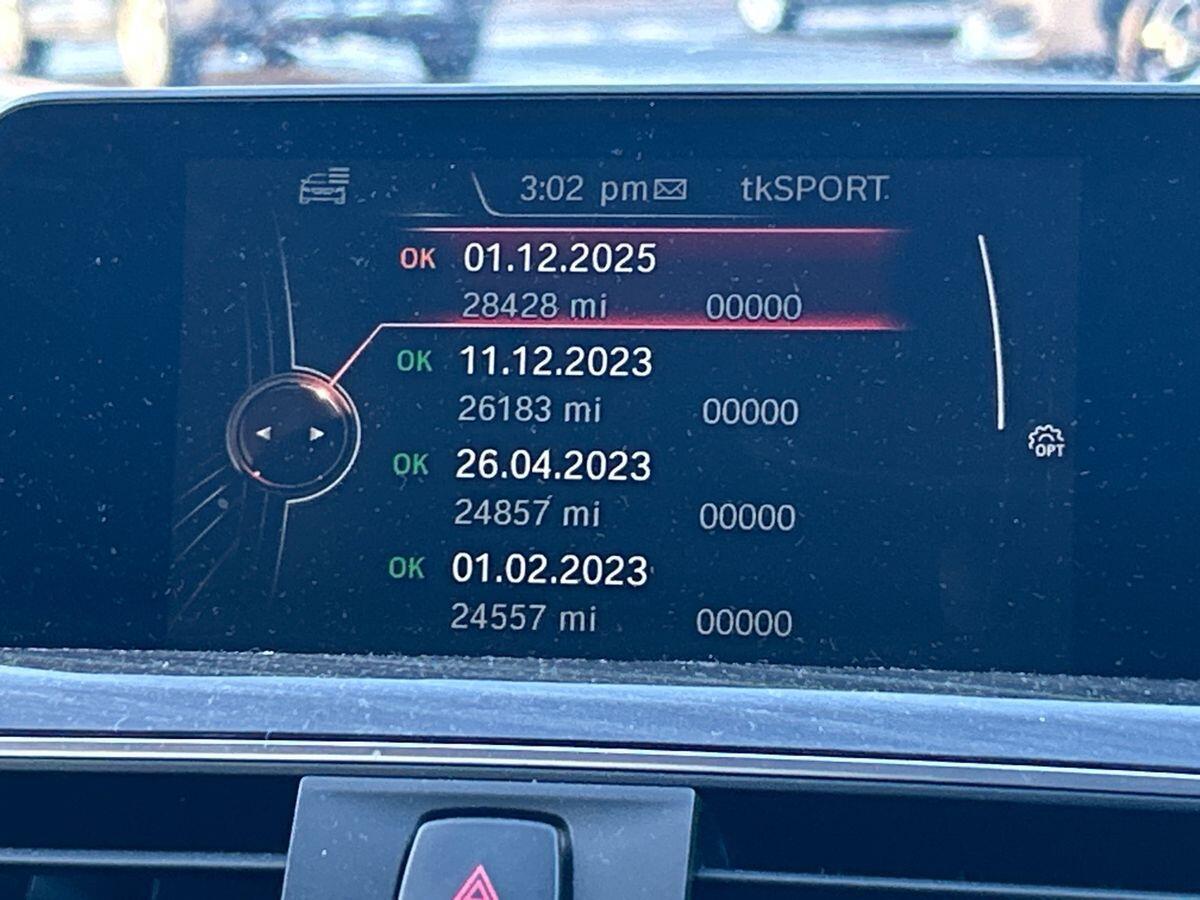 3:02 pm tkSPORT
OK 01.12.2025
28428 mi 00000
OK 11.12.2023
26183 mi 00000
OK 26.04.2023
24857 mi 00000
OPT
OK 01.02.2023
24557 mi 00000